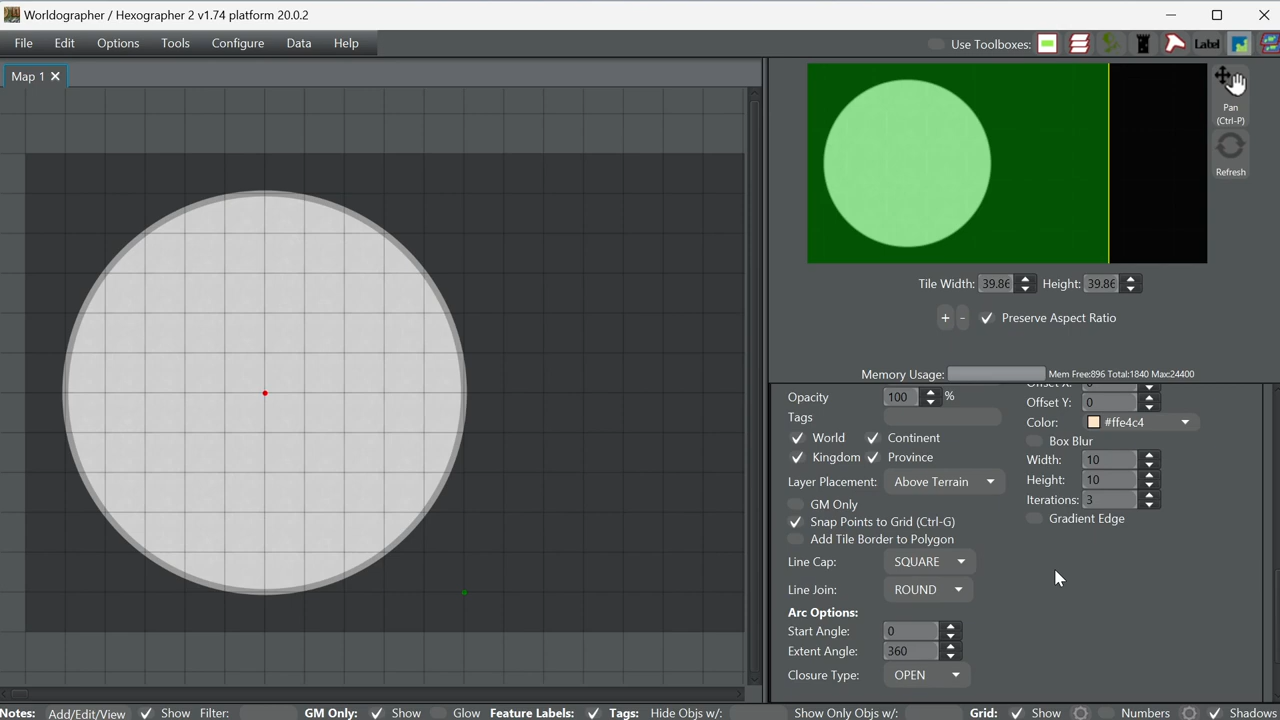 Worldographer / Hexographer 2 v1.74 platform 20.0.2
File Edit Options Tools Configure Data Help
Use Toolboxes: Label
Map 1
Pan
(Ctrl-P)
Refresh
Tile Width: 39.86 Height: 39.86
+ - Preserve Aspect Ratio
Memory Usage: Mem Free:896 Total:1840 Max:24400
Opacity 100 %
Tags
World Continent
Kingdom Province
Layer Placement: Above Terrain
GM Only
Snap Points to Grid (Ctrl-G)
Add Tile Border to Polygon
Line Cap: SQUARE
Line Join: ROUND
Arc Options:
Start Angle: 0
Extent Angle: 360
Closure Type: OPEN
Offset X: 0
Offset Y: 0
Color: #ffe4c4
Box Blur
Width: 10
Height: 10
Iterations: 3
Gradient Edge
Notes: Add/Edit/View Show Filter: GM Only: Show Glow Feature Labels: Tags: Hide Objs w/: Show Only Objs w/: Grid: Show Numbers Shadows